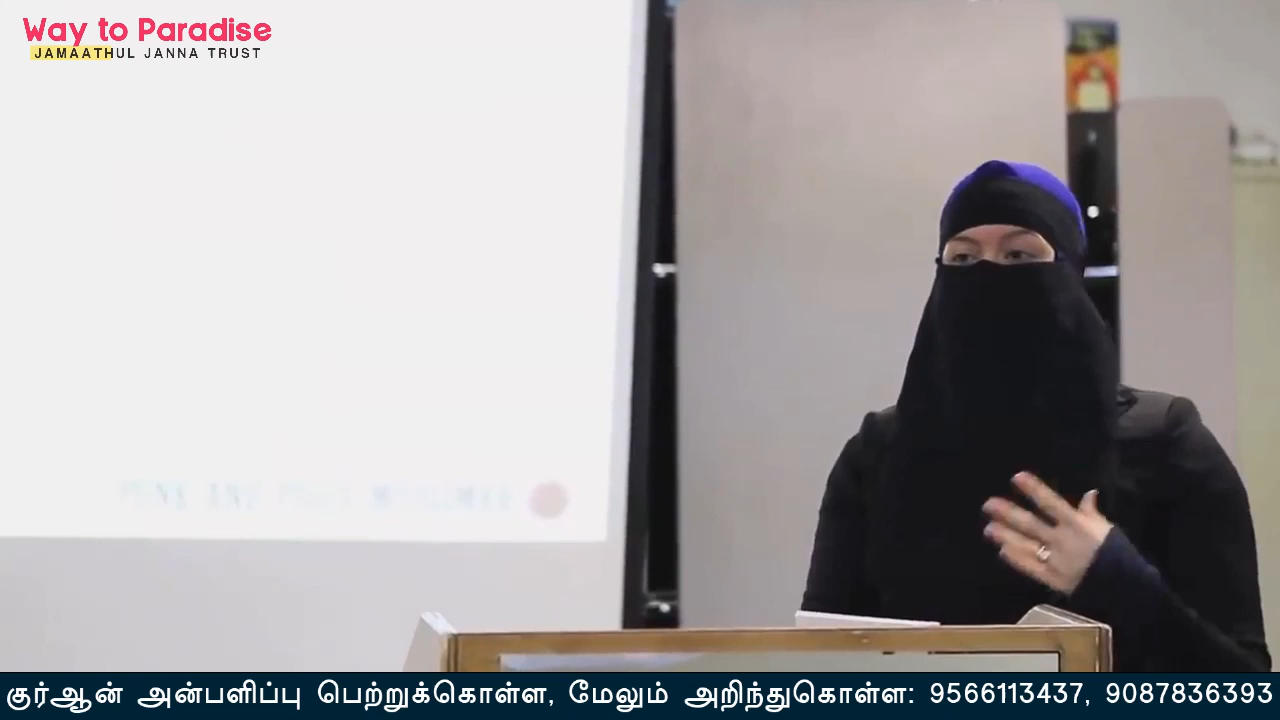 Way to Paradise
JAMAATHUL JANNA TRUST
குர்ஆன் அன்பளிப்பு பெற்றுக்கொள்ள, மேலும் அறிந்துகொள்ள: 9566113437, 9087836393